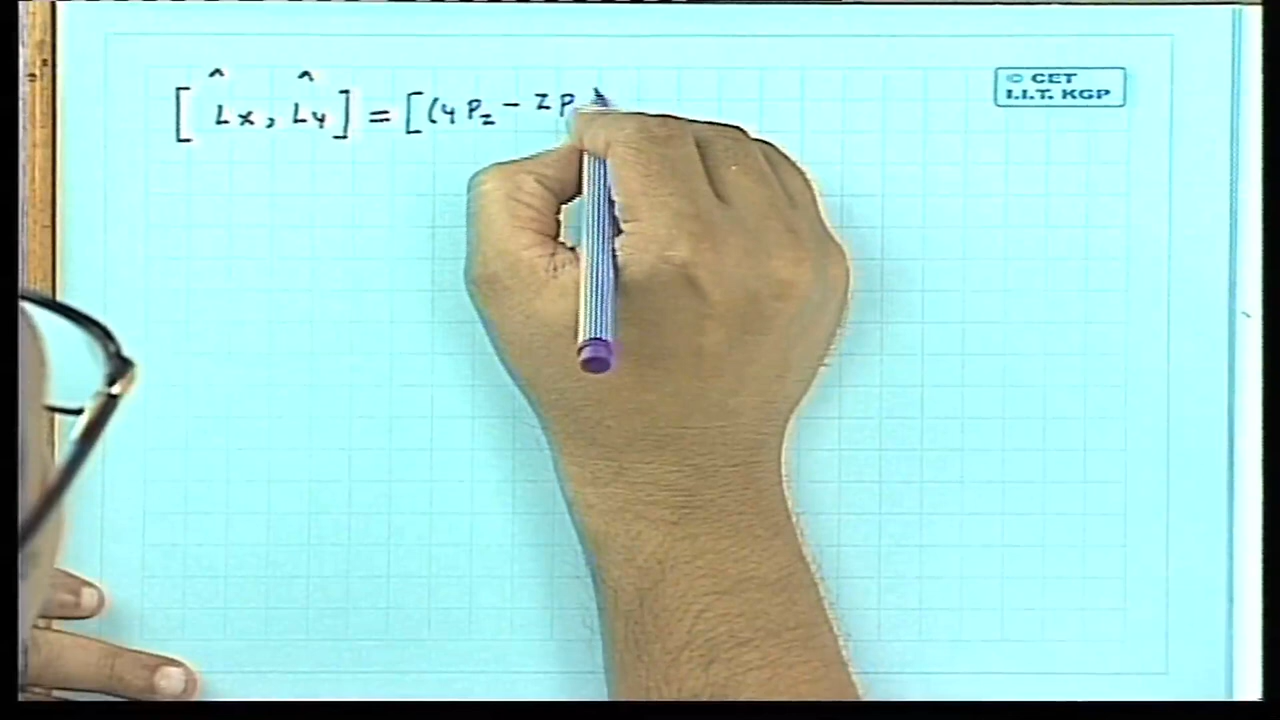 [ L̂x, L̂y ] = [(y Pz - z P
© CET
I.I.T. KGP